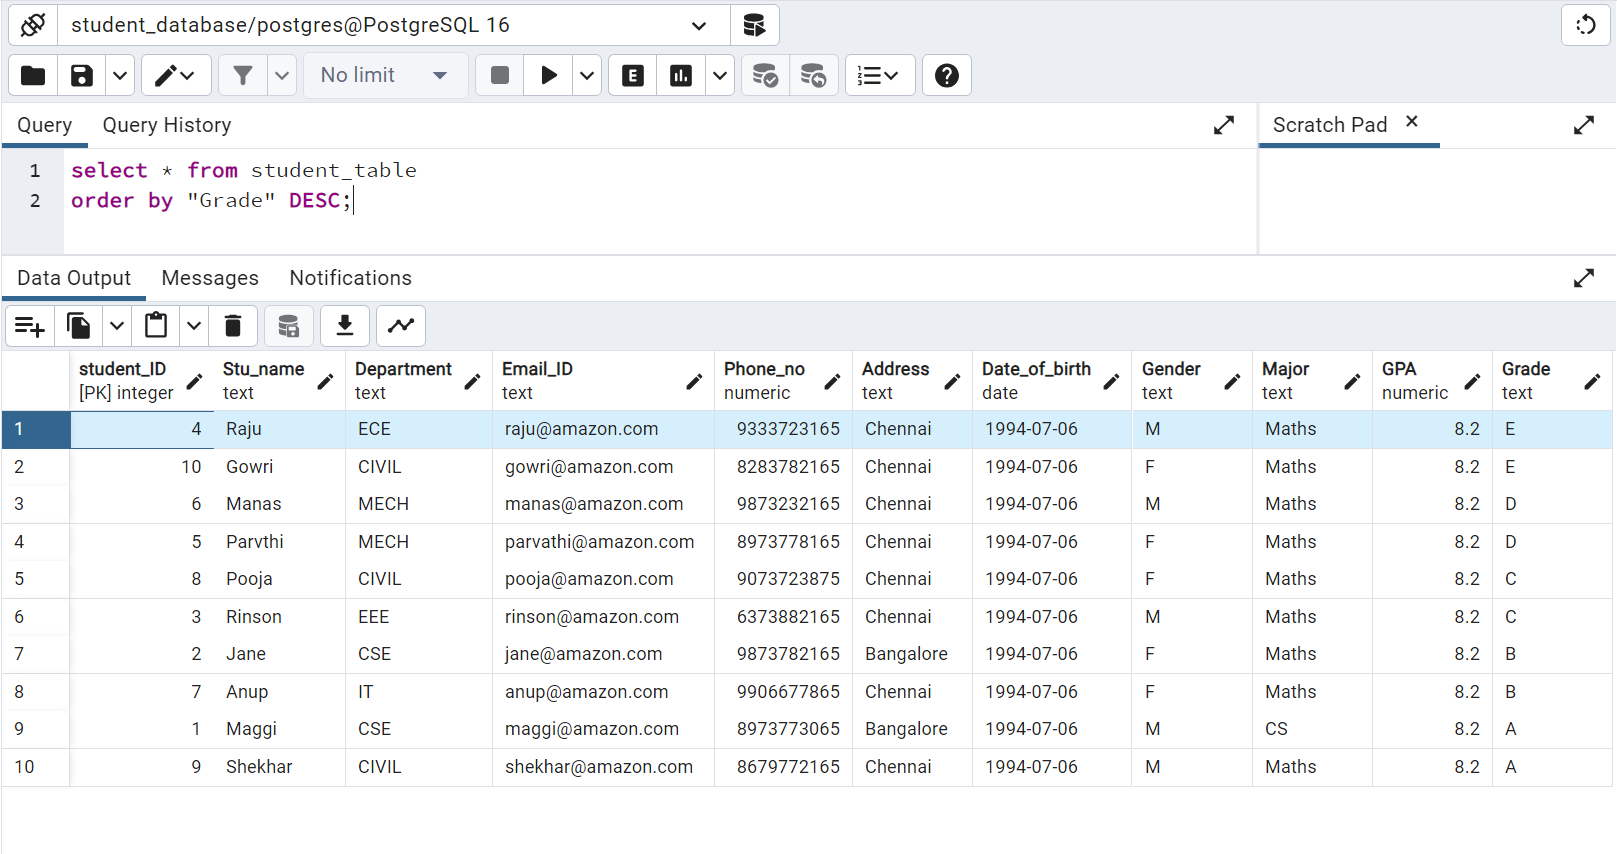 student_database/postgres@PostgreSQL 16
No limit
E
Query Query History Scratch Pad
1 select * from student_table
2 order by "Grade" DESC;
Data Output Messages Notifications
student_ID Stu_name Department Email_ID Phone_no Address Date_of_birth Gender Major GPA Grade
[PK] integer text text text numeric text date text text numeric text
1 4 Raju ECE raju@amazon.com 9333723165 Chennai 1994-07-06 M Maths 8.2 E
2 10 Gowri CIVIL gowri@amazon.com 8283782165 Chennai 1994-07-06 F Maths 8.2 E
3 6 Manas MECH manas@amazon.com 9873232165 Chennai 1994-07-06 M Maths 8.2 D
4 5 Parvthi MECH parvathi@amazon.com 8973778165 Chennai 1994-07-06 F Maths 8.2 D
5 8 Pooja CIVIL pooja@amazon.com 9073723875 Chennai 1994-07-06 F Maths 8.2 C
6 3 Rinson EEE rinson@amazon.com 6373882165 Chennai 1994-07-06 M Maths 8.2 C
7 2 Jane CSE jane@amazon.com 9873782165 Bangalore 1994-07-06 F Maths 8.2 B
8 7 Anup IT anup@amazon.com 9906677865 Chennai 1994-07-06 F Maths 8.2 B
9 1 Maggi CSE maggi@amazon.com 8973773065 Bangalore 1994-07-06 M CS 8.2 A
10 9 Shekhar CIVIL shekhar@amazon.com 8679772165 Chennai 1994-07-06 M Maths 8.2 A